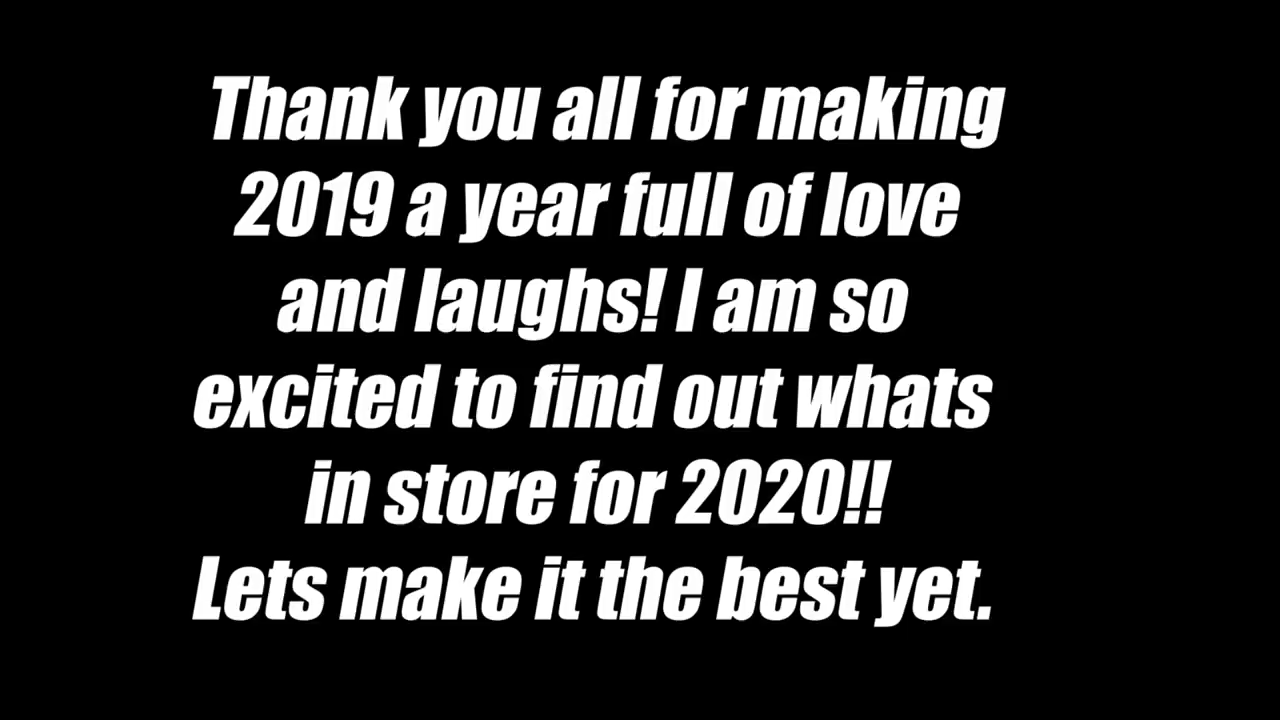 Thank you all for making
2019 a year full of love
and laughs! I am so
excited to find out whats
in store for 2020!!
Lets make it the best yet.